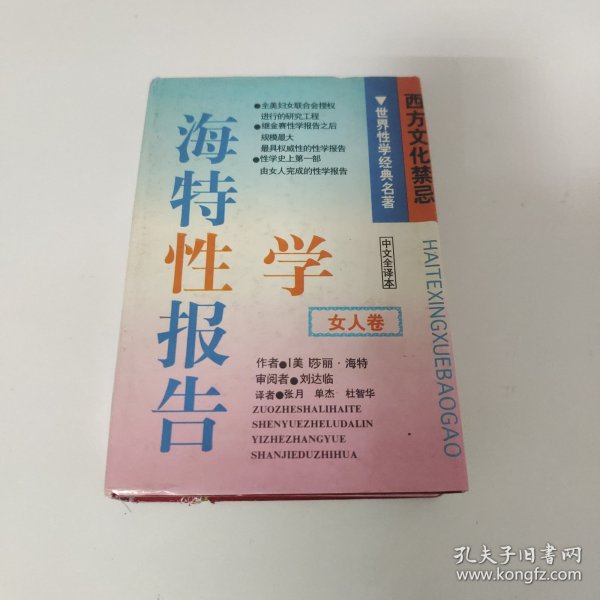 西方文化禁忌
▼世界性学经典名著
●全美妇女联合会授权
进行的研究工程
●继金赛性学报告之后
规模最大
最具权威性的性学报告
●性学史上第一部
由女人完成的性学报告
海特性学报告
中文全译本
女人卷
HAITEXINGXUEBAOGAO
作者●[美]莎丽·海特
审阅者●刘达临
译者●张月 单杰 杜智华
ZUOZHESHALIHAITE
SHENYUEZHELUDALIN
YIZHEZHANGYUE
SHANJIEDUZHIHUA
孔夫子旧书网
www.kongfz.com